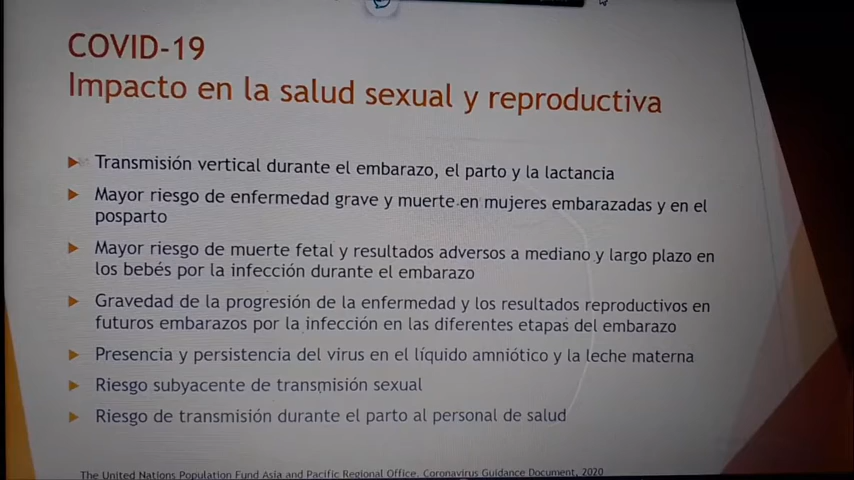 COVID-19
Impacto en la salud sexual y reproductiva
Transmisión vertical durante el embarazo, el parto y la lactancia
Mayor riesgo de enfermedad grave y muerte en mujeres embarazadas y en el
posparto
Mayor riesgo de muerte fetal y resultados adversos a mediano y largo plazo en
los bebés por la infección durante el embarazo
Gravedad de la progresión de la enfermedad y los resultados reproductivos en
futuros embarazos por la infección en las diferentes etapas del embarazo
Presencia y persistencia del virus en el líquido amniótico y la leche materna
Riesgo subyacente de transmisión sexual
Riesgo de transmisión durante el parto al personal de salud
The United Nations Population Fund Asia and Pacific Regional Office. Coronavirus Guidance Document, 2020